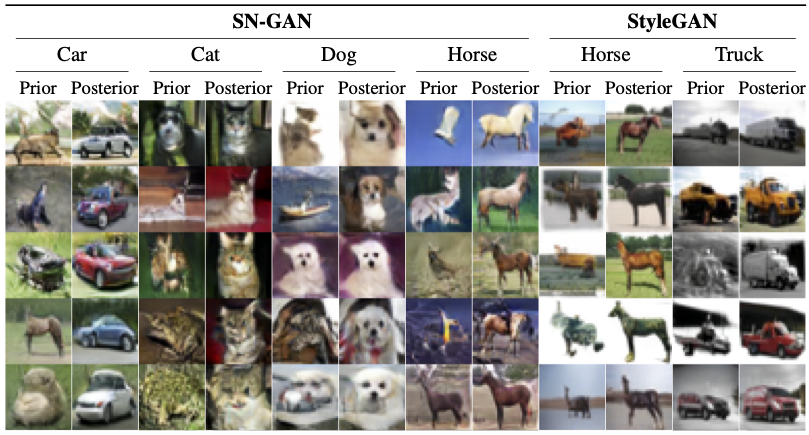 SN-GAN StyleGAN
Car Cat Dog Horse Horse Truck
Prior Posterior Prior Posterior Prior Posterior Prior Posterior Prior Posterior Prior Posterior